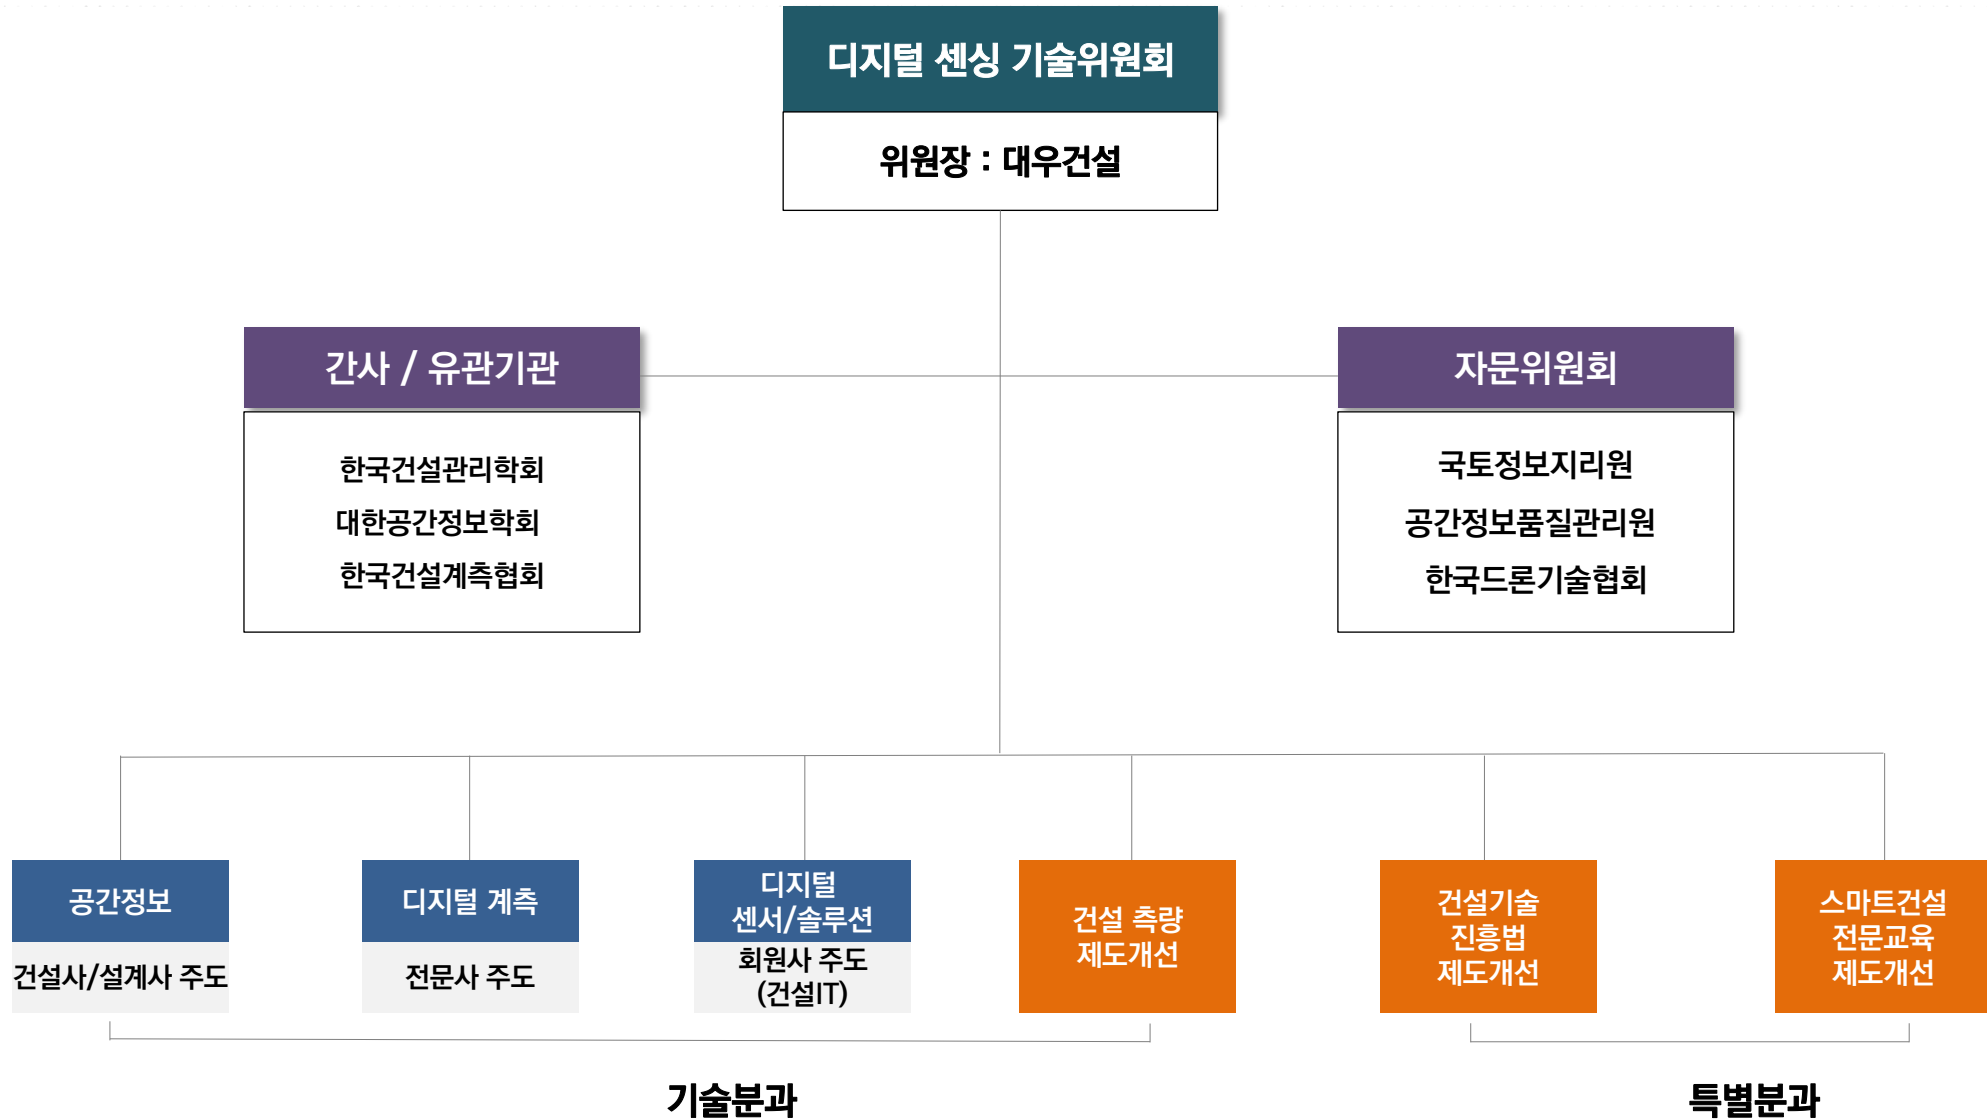 디지털 센싱 기술위원회
위원장 : 대우건설
간사 / 유관기관
한국건설관리학회
대한공간정보학회
한국건설계측협회
자문위원회
국토정보지리원
공간정보품질관리원
한국드론기술협회
공간정보
건설사/설계사 주도
디지털 계측
전문사 주도
디지털
센서/솔루션
회원사 주도
(건설IT)
건설 측량
제도개선
건설기술
진흥법
제도개선
스마트건설
전문교육
제도개선
기술분과
특별분과